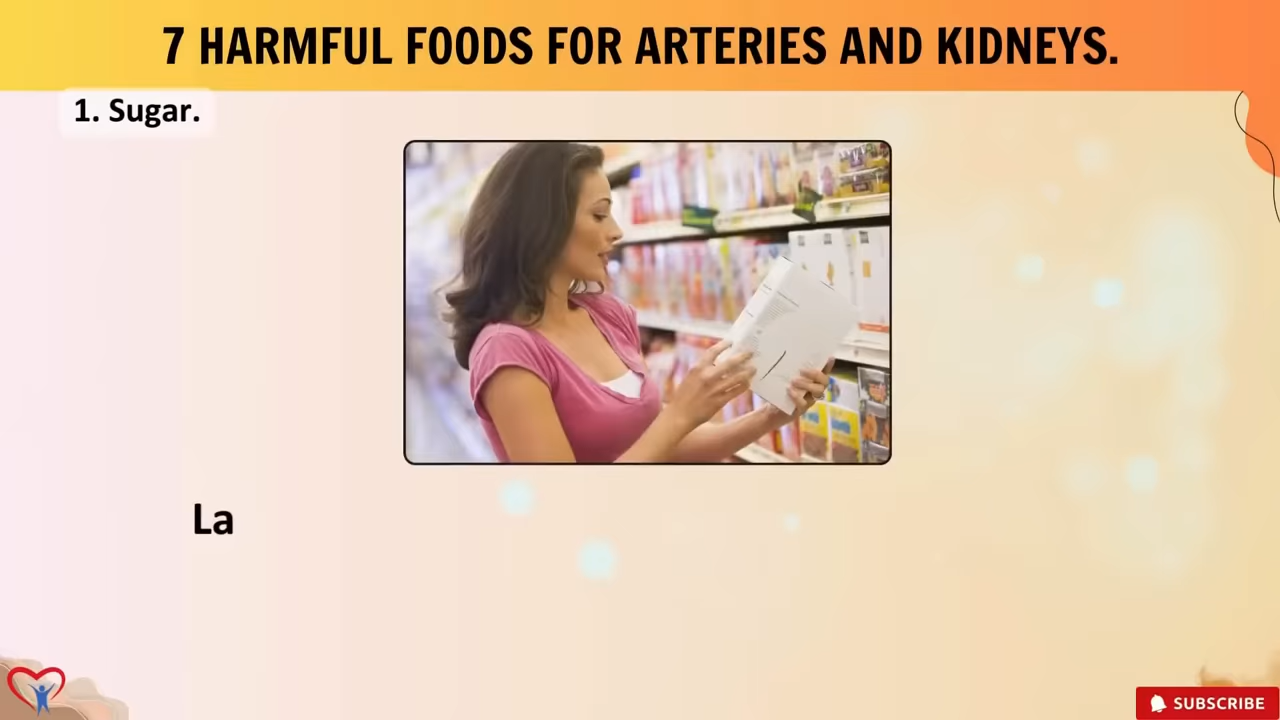 7 HARMFUL FOODS FOR ARTERIES AND KIDNEYS.
1. Sugar.
La
SUBSCRIBE